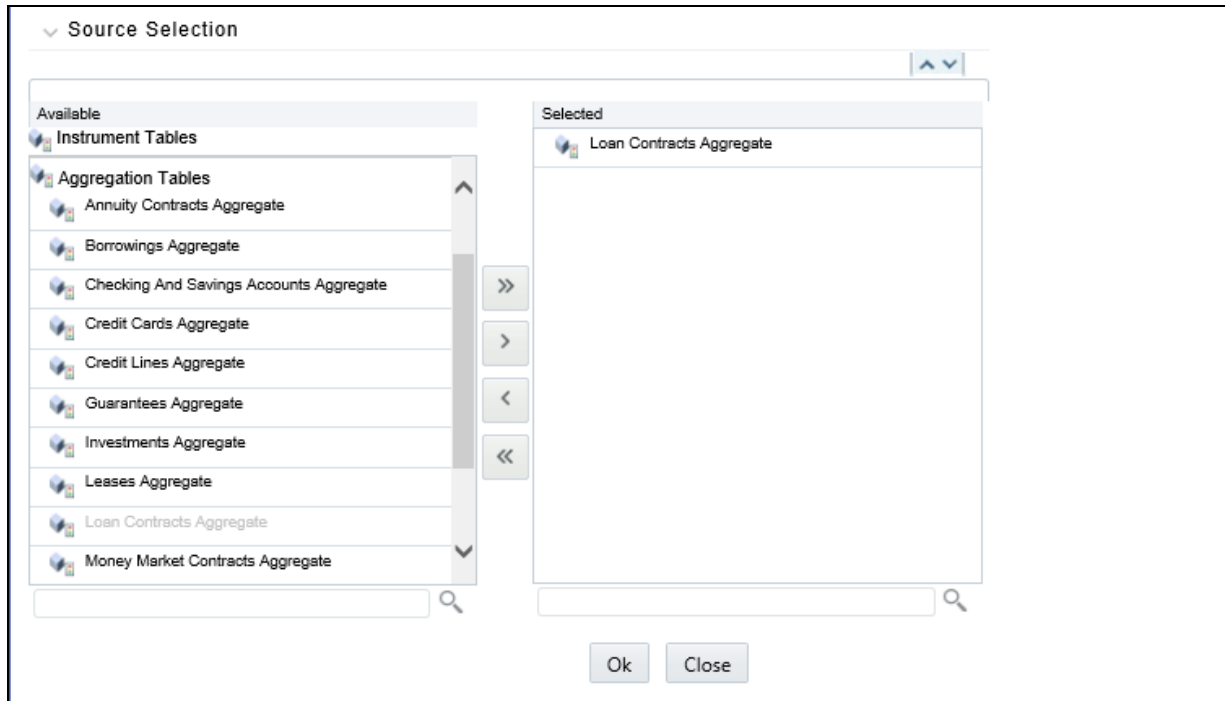 Source Selection
Available
Selected
Instrument Tables
Loan Contracts Aggregate
Aggregation Tables
Annuity Contracts Aggregate
Borrowings Aggregate
Checking And Savings Accounts Aggregate
Credit Cards Aggregate
Credit Lines Aggregate
Guarantees Aggregate
Investments Aggregate
Leases Aggregate
Loan Contracts Aggregate
Money Market Contracts Aggregate
Ok
Close